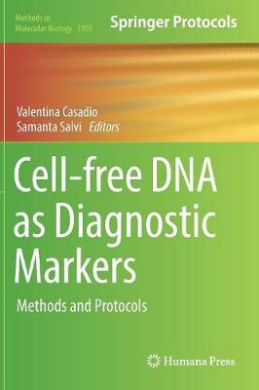 Methods in
Molecular Biology 1909
Springer Protocols
Valentina Casadio
Samanta Salvi Editors
Cell-free DNA
as Diagnostic
Markers
Methods and Protocols
Humana Press